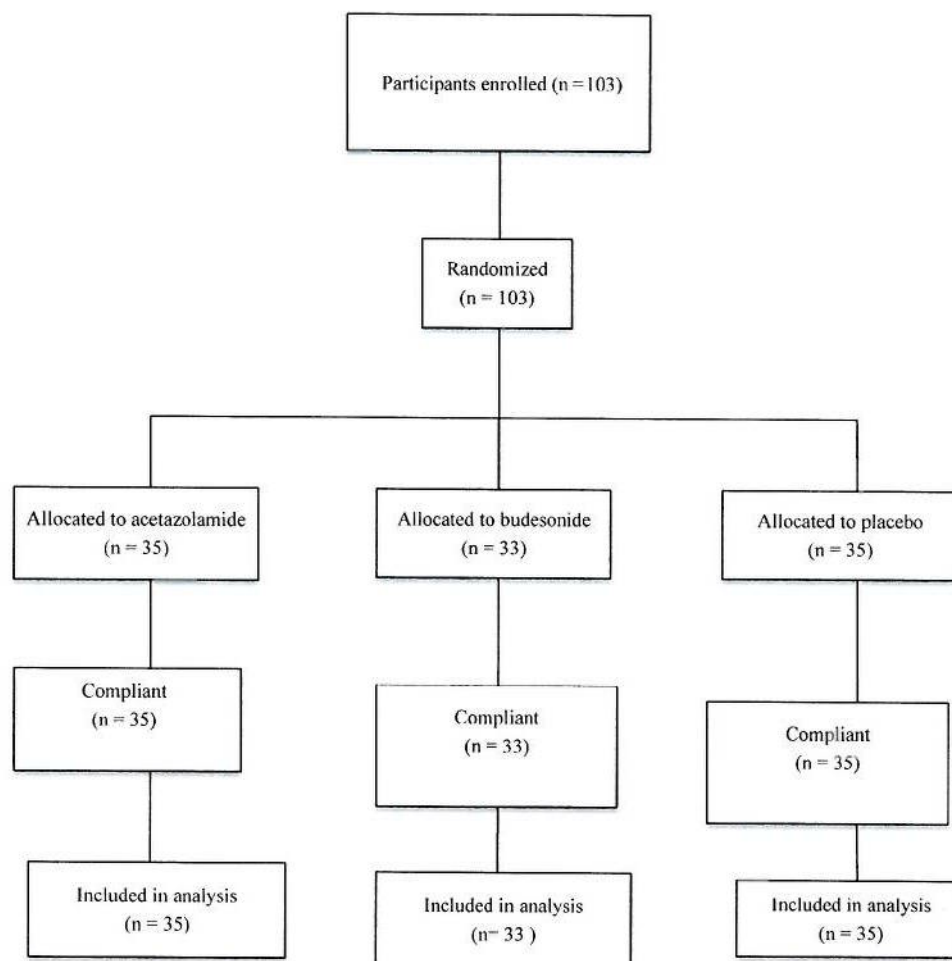 Participants enrolled (n = 103)
Randomized
(n = 103)
Allocated to acetazolamide
(n = 35)
Allocated to budesonide
(n = 33)
Allocated to placebo
(n = 35)
Compliant
(n = 35)
Compliant
(n = 33)
Compliant
(n = 35)
Included in analysis
(n = 35)
Included in analysis
(n= 33 )
Included in analysis
(n = 35)